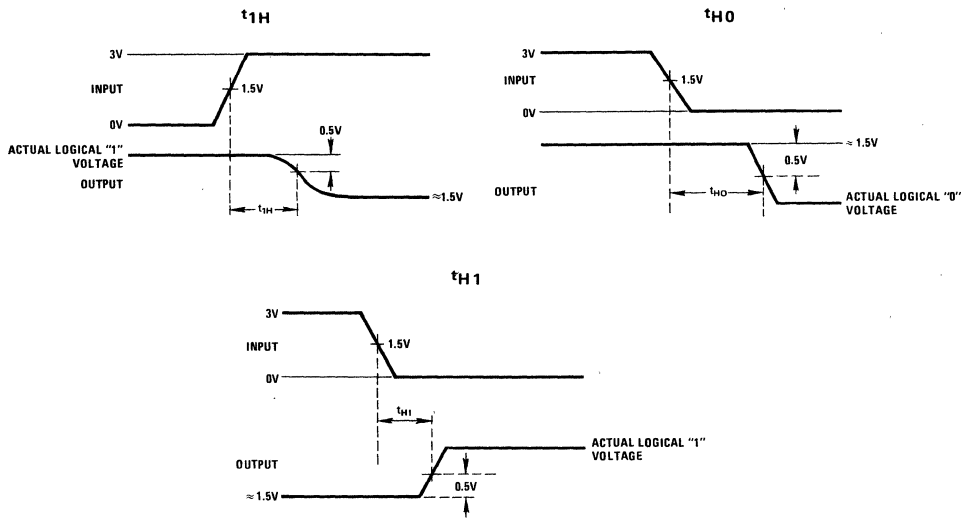 t1H
3V
INPUT
1.5V
0V
ACTUAL LOGICAL "1"
VOLTAGE
0.5V
OUTPUT
≈1.5V
t1H
tH0
3V
INPUT
1.5V
0V
≈1.5V
0.5V
OUTPUT
tH0
ACTUAL LOGICAL "0"
VOLTAGE
tH1
3V
INPUT
1.5V
0V
tH1
ACTUAL LOGICAL "1"
VOLTAGE
OUTPUT
0.5V
≈1.5V